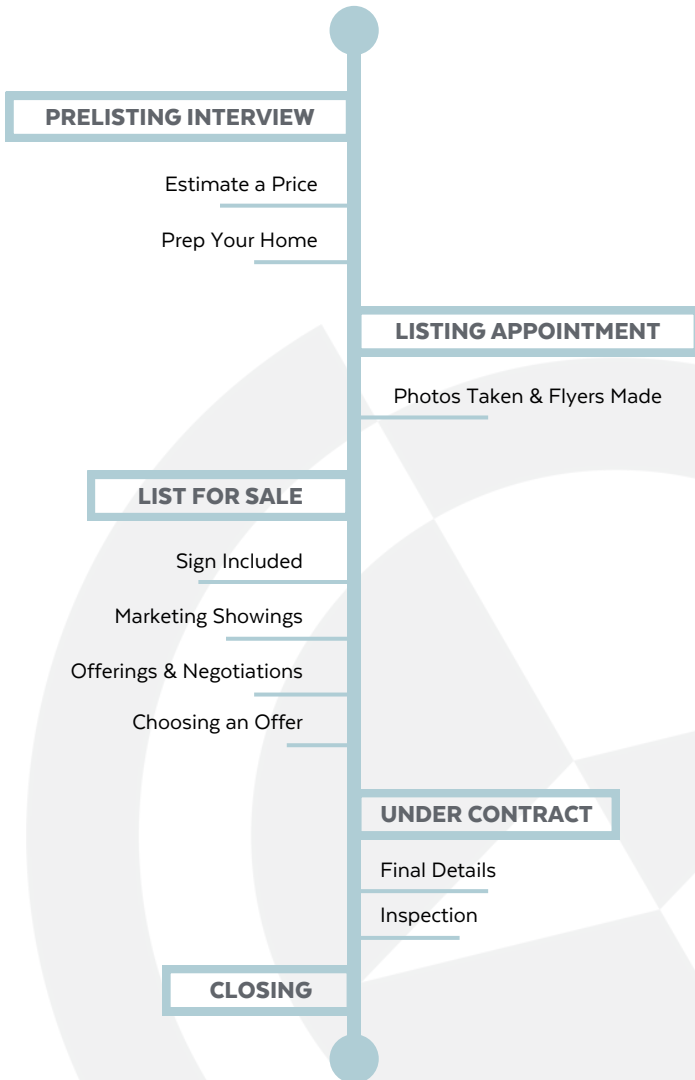 PRELISTING INTERVIEW
Estimate a Price
Prep Your Home
LISTING APPOINTMENT
Photos Taken & Flyers Made
LIST FOR SALE
Sign Included
Marketing Showings
Offerings & Negotiations
Choosing an Offer
UNDER CONTRACT
Final Details
Inspection
CLOSING